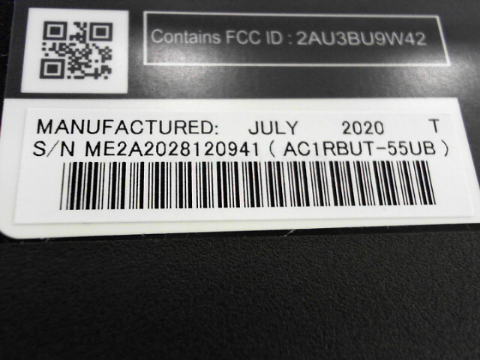 Contains FCC ID : 2AU3BU9W42
MANUFACTURED: JULY 2020 T
S/N ME2A2028120941 ( AC1RBUT-55UB )